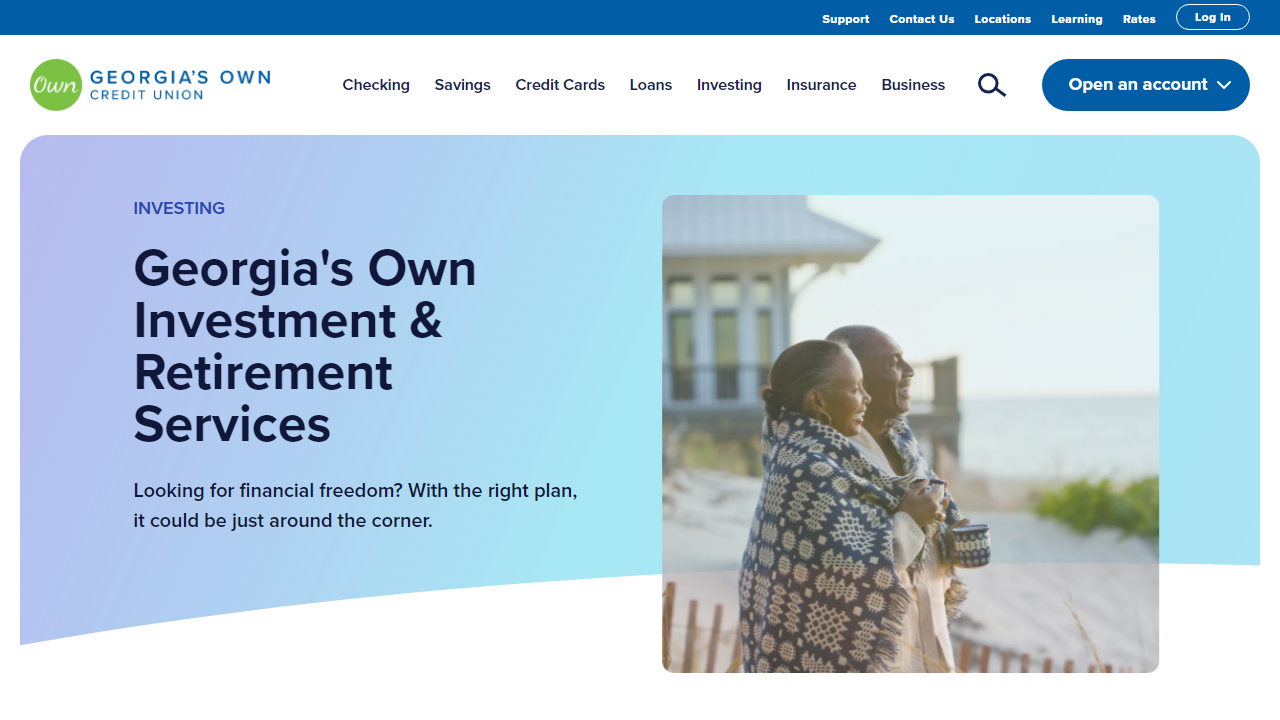 Support Contact Us Locations Learning Rates Log In
Own GEORGIA'S OWN
CREDIT UNION
Checking Savings Credit Cards Loans Investing Insurance Business Open an account
INVESTING
Georgia's Own
Investment &
Retirement
Services
Looking for financial freedom? With the right plan,
it could be just around the corner.